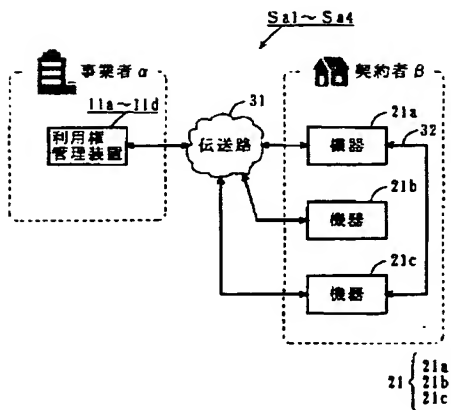 Sa1～Sa4
事業者α
契約者β
11a～11d
31
21a
32
利用権
管理装置
伝送路
機器
21b
機器
21c
機器
21 { 21a
21b
21c